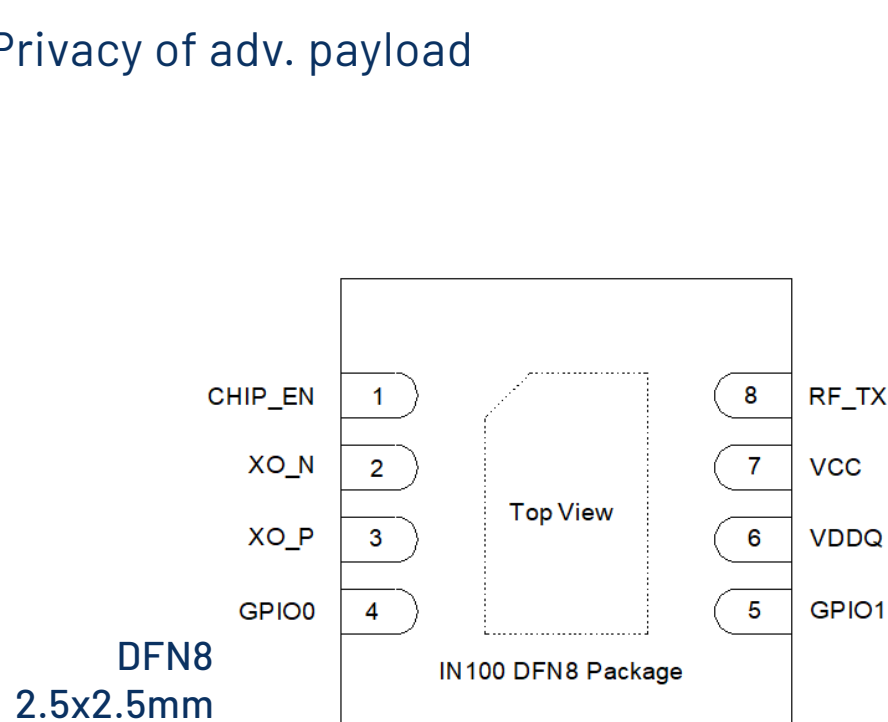 Privacy of adv. payload
CHIP_EN 1 8 RF_TX
XO_N 2 7 VCC
XO_P 3 Top View 6 VDDQ
GPIO0 4 5 GPIO1
DFN8
2.5x2.5mm
IN100 DFN8 Package